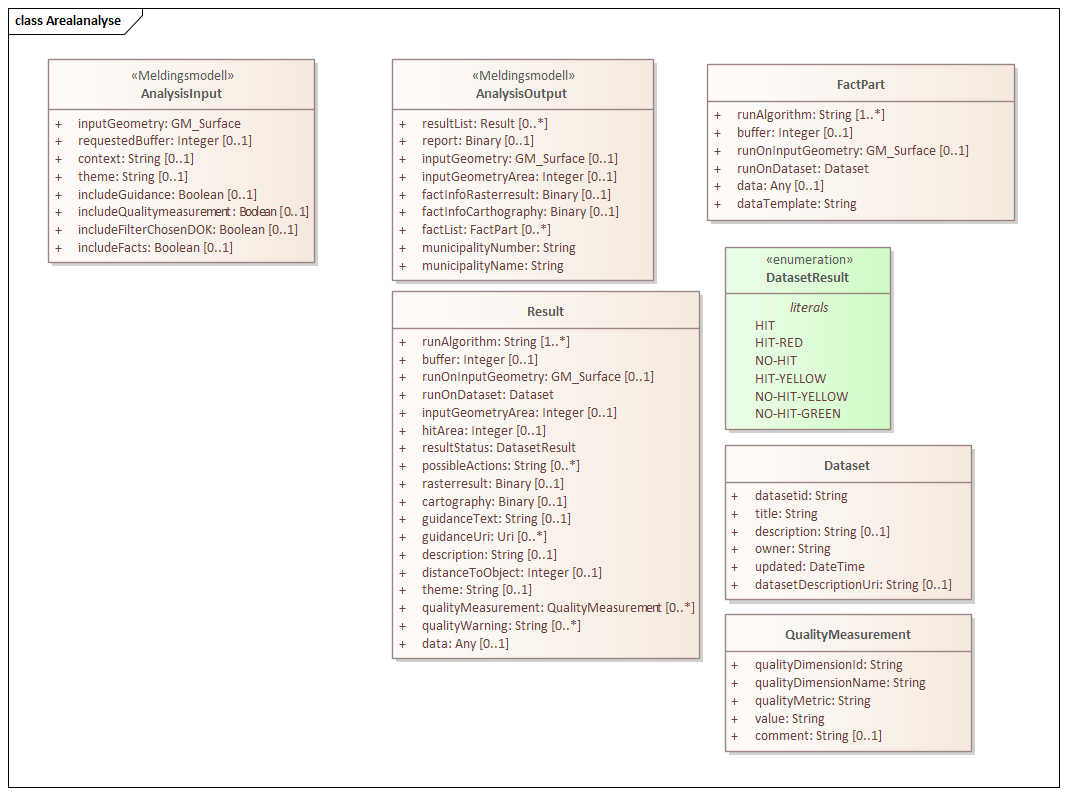 class Arealanalyse
«Meldingsmodell»
AnalysisInput
+ inputGeometry: GM_Surface
+ requestedBuffer: Integer [0..1]
+ context: String [0..1]
+ theme: String [0..1]
+ includeGuidance: Boolean [0..1]
+ includeQualitymeasurement: Boolean [0..1]
+ includeFilterChosenDOK: Boolean [0..1]
+ includeFacts: Boolean [0..1]
«Meldingsmodell»
AnalysisOutput
+ resultList: Result [0..*]
+ report: Binary [0..1]
+ inputGeometry: GM_Surface [0..1]
+ inputGeometryArea: Integer [0..1]
+ factInfoRasterresult: Binary [0..1]
+ factInfoCarthography: Binary [0..1]
+ factList: FactPart [0..*]
+ municipalityNumber: String
+ municipalityName: String
Result
+ runAlgorithm: String [1..*]
+ buffer: Integer [0..1]
+ runOnInputGeometry: GM_Surface [0..1]
+ runOnDataset: Dataset
+ inputGeometryArea: Integer [0..1]
+ hitArea: Integer [0..1]
+ resultStatus: DatasetResult
+ possibleActions: String [0..*]
+ rasterresult: Binary [0..1]
+ cartography: Binary [0..1]
+ guidanceText: String [0..1]
+ guidanceUri: Uri [0..*]
+ description: String [0..1]
+ distanceToObject: Integer [0..1]
+ theme: String [0..1]
+ qualityMeasurement: QualityMeasurement [0..*]
+ qualityWarning: String [0..*]
+ data: Any [0..1]
FactPart
+ runAlgorithm: String [1..*]
+ buffer: Integer [0..1]
+ runOnInputGeometry: GM_Surface [0..1]
+ runOnDataset: Dataset
+ data: Any [0..1]
+ dataTemplate: String
«enumeration»
DatasetResult
literals
HIT
HIT-RED
NO-HIT
HIT-YELLOW
NO-HIT-YELLOW
NO-HIT-GREEN
Dataset
+ datasetid: String
+ title: String
+ description: String [0..1]
+ owner: String
+ updated: DateTime
+ datasetDescriptionUri: String [0..1]
QualityMeasurement
+ qualityDimensionId: String
+ qualityDimensionName: String
+ qualityMetric: String
+ value: String
+ comment: String [0..1]